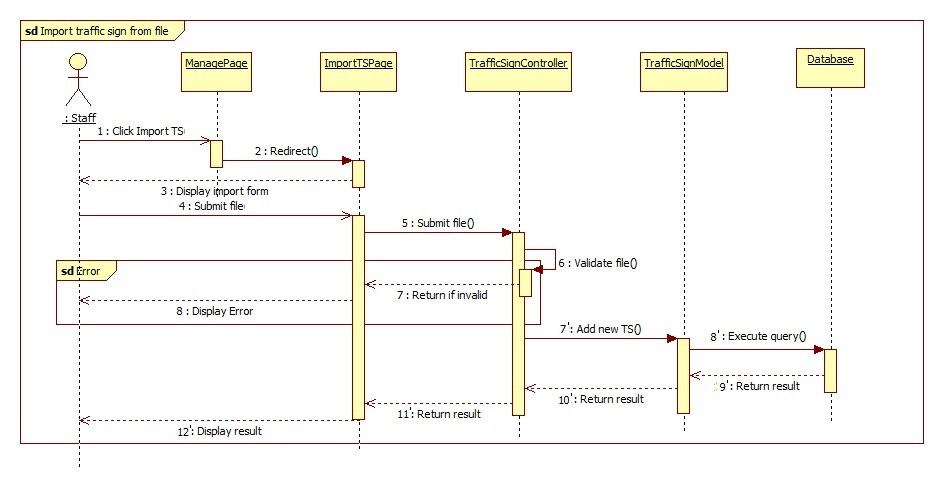 sd Import traffic sign from file
ManagePage
ImportTSPage
TrafficSignController
TrafficSignModel
Database
: Staff
1 : Click Import TS
2 : Redirect()
3 : Display import form
4 : Submit file
5 : Submit file()
6 : Validate file()
sd Error
7 : Return if invalid
8 : Display Error
7': Add new TS()
8' : Execute query()
9' : Return result
10' : Return result
11' : Return result
12' : Display result